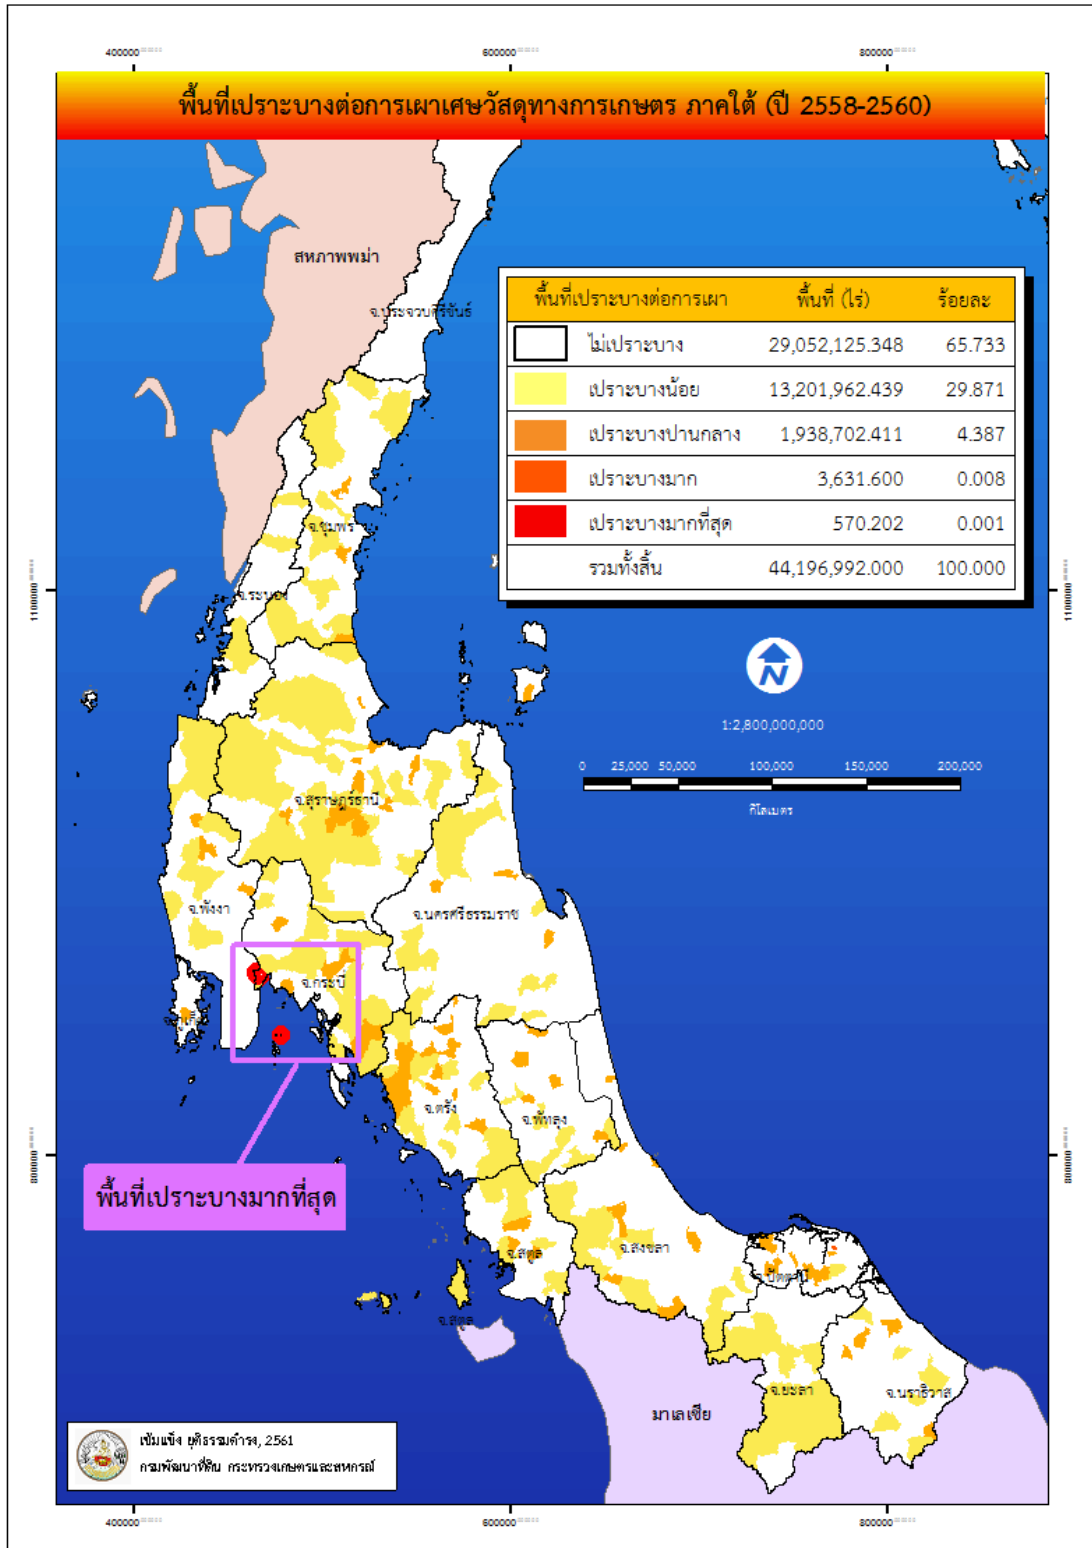 400000
600000
800000
พื้นที่เปราะบางต่อการเผาเศษวัสดุทางการเกษตร ภาคใต้ (ปี 2558-2560)
สหภาพพม่า
จ.ประจวบคีรีขันธ์
พื้นที่เปราะบางต่อการเผา พื้นที่ (ไร่) ร้อยละ
ไม่เปราะบาง 29,052,125.348 65.733
เปราะบางน้อย 13,201,962.439 29.871
เปราะบางปานกลาง 1,938,702.411 4.387
เปราะบางมาก 3,631.600 0.008
เปราะบางมากที่สุด 570.202 0.001
รวมทั้งสิ้น 44,196,992.000 100.000
จ.ชุมพร
จ.ระนอง
1100000
1100000
N
1:2,800,000,000
0 25,000 50,000 100,000 150,000 200,000
กิโลเมตร
จ.สุราษฎร์ธานี
จ.พังงา
จ.นครศรีธรรมราช
จ.กระบี่
จ.ภูเก็ต
จ.ตรัง
จ.พัทลุง
800000
800000
พื้นที่เปราะบางมากที่สุด
จ.สตูล
จ.สงขลา
จ.ปัตตานี
จ.สตูล
จ.ยะลา
จ.นราธิวาส
มาเลเซีย
เข้มแข็ง ยุติธรรมดำรง, 2561
กรมพัฒนาที่ดิน กระทรวงเกษตรและสหกรณ์
400000
600000
800000